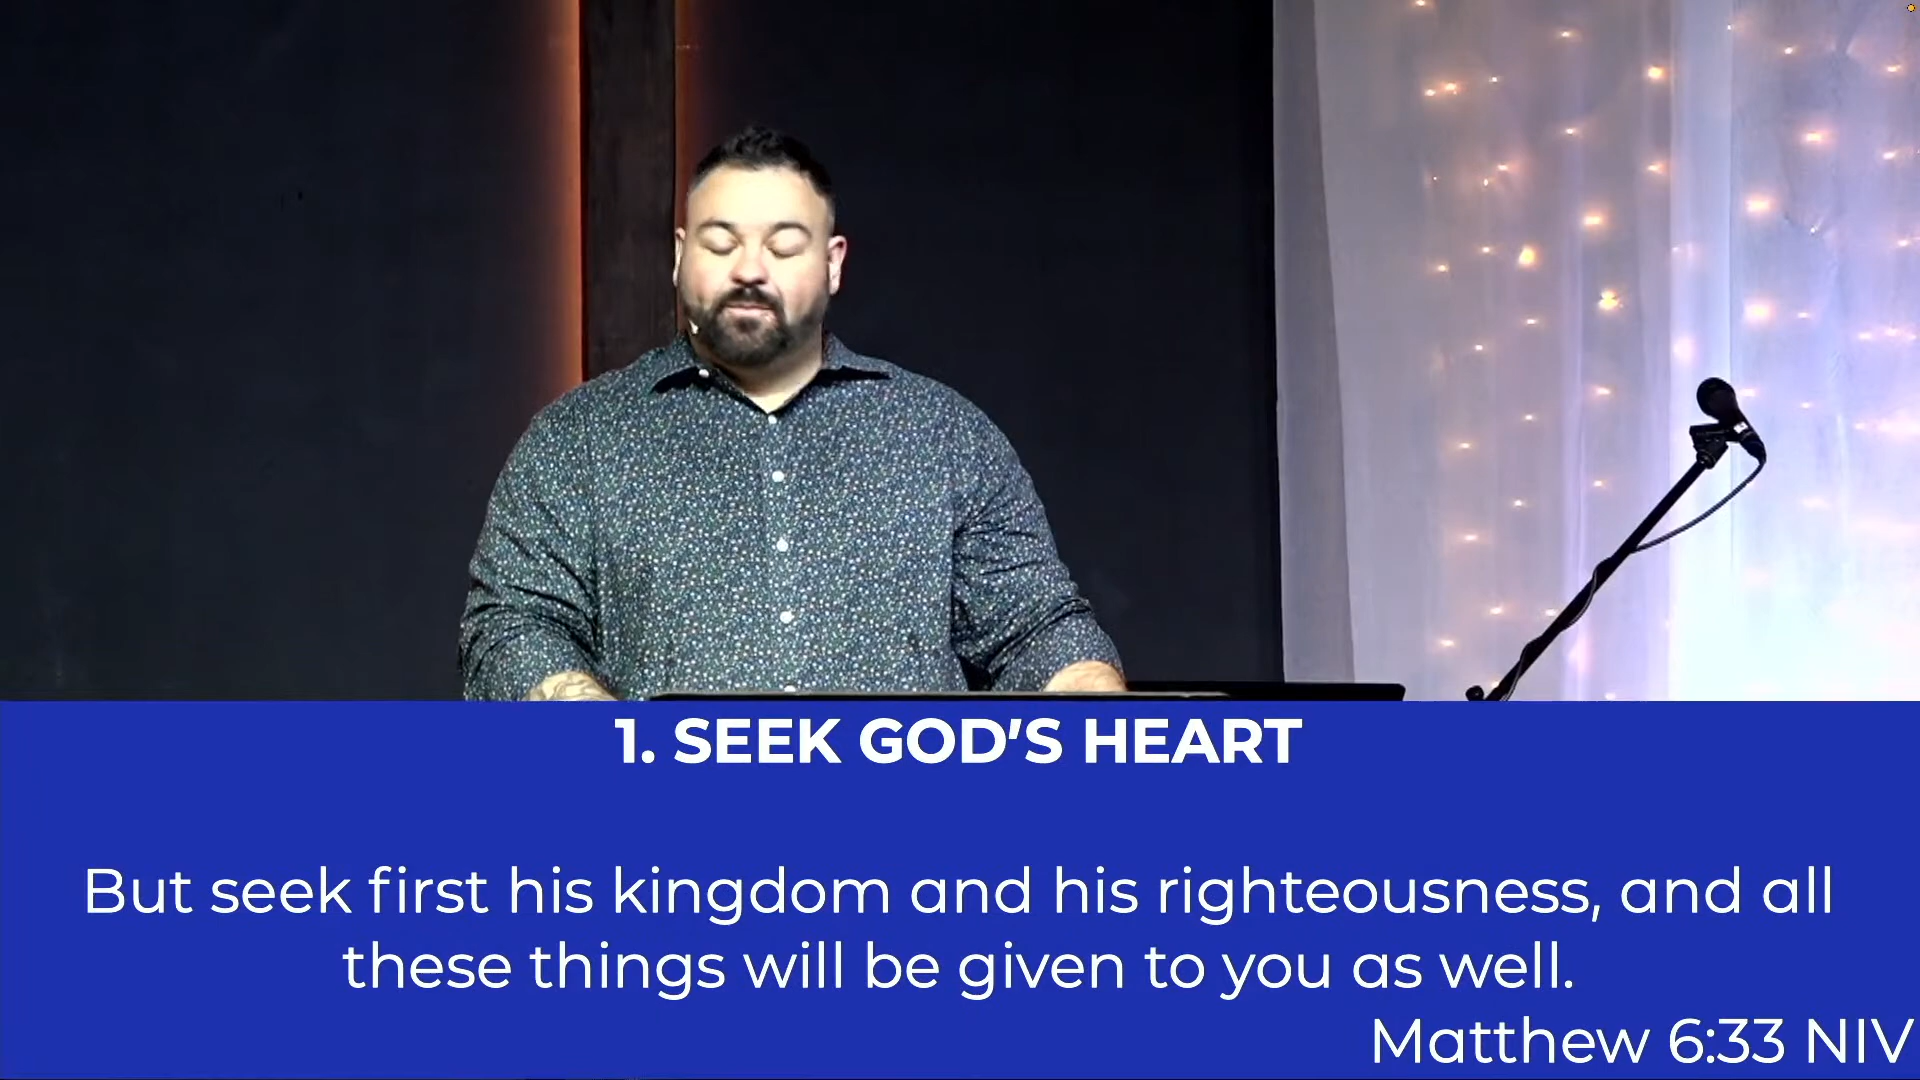 1. SEEK GOD'S HEART
But seek first his kingdom and his righteousness, and all
these things will be given to you as well.
Matthew 6:33 NIV